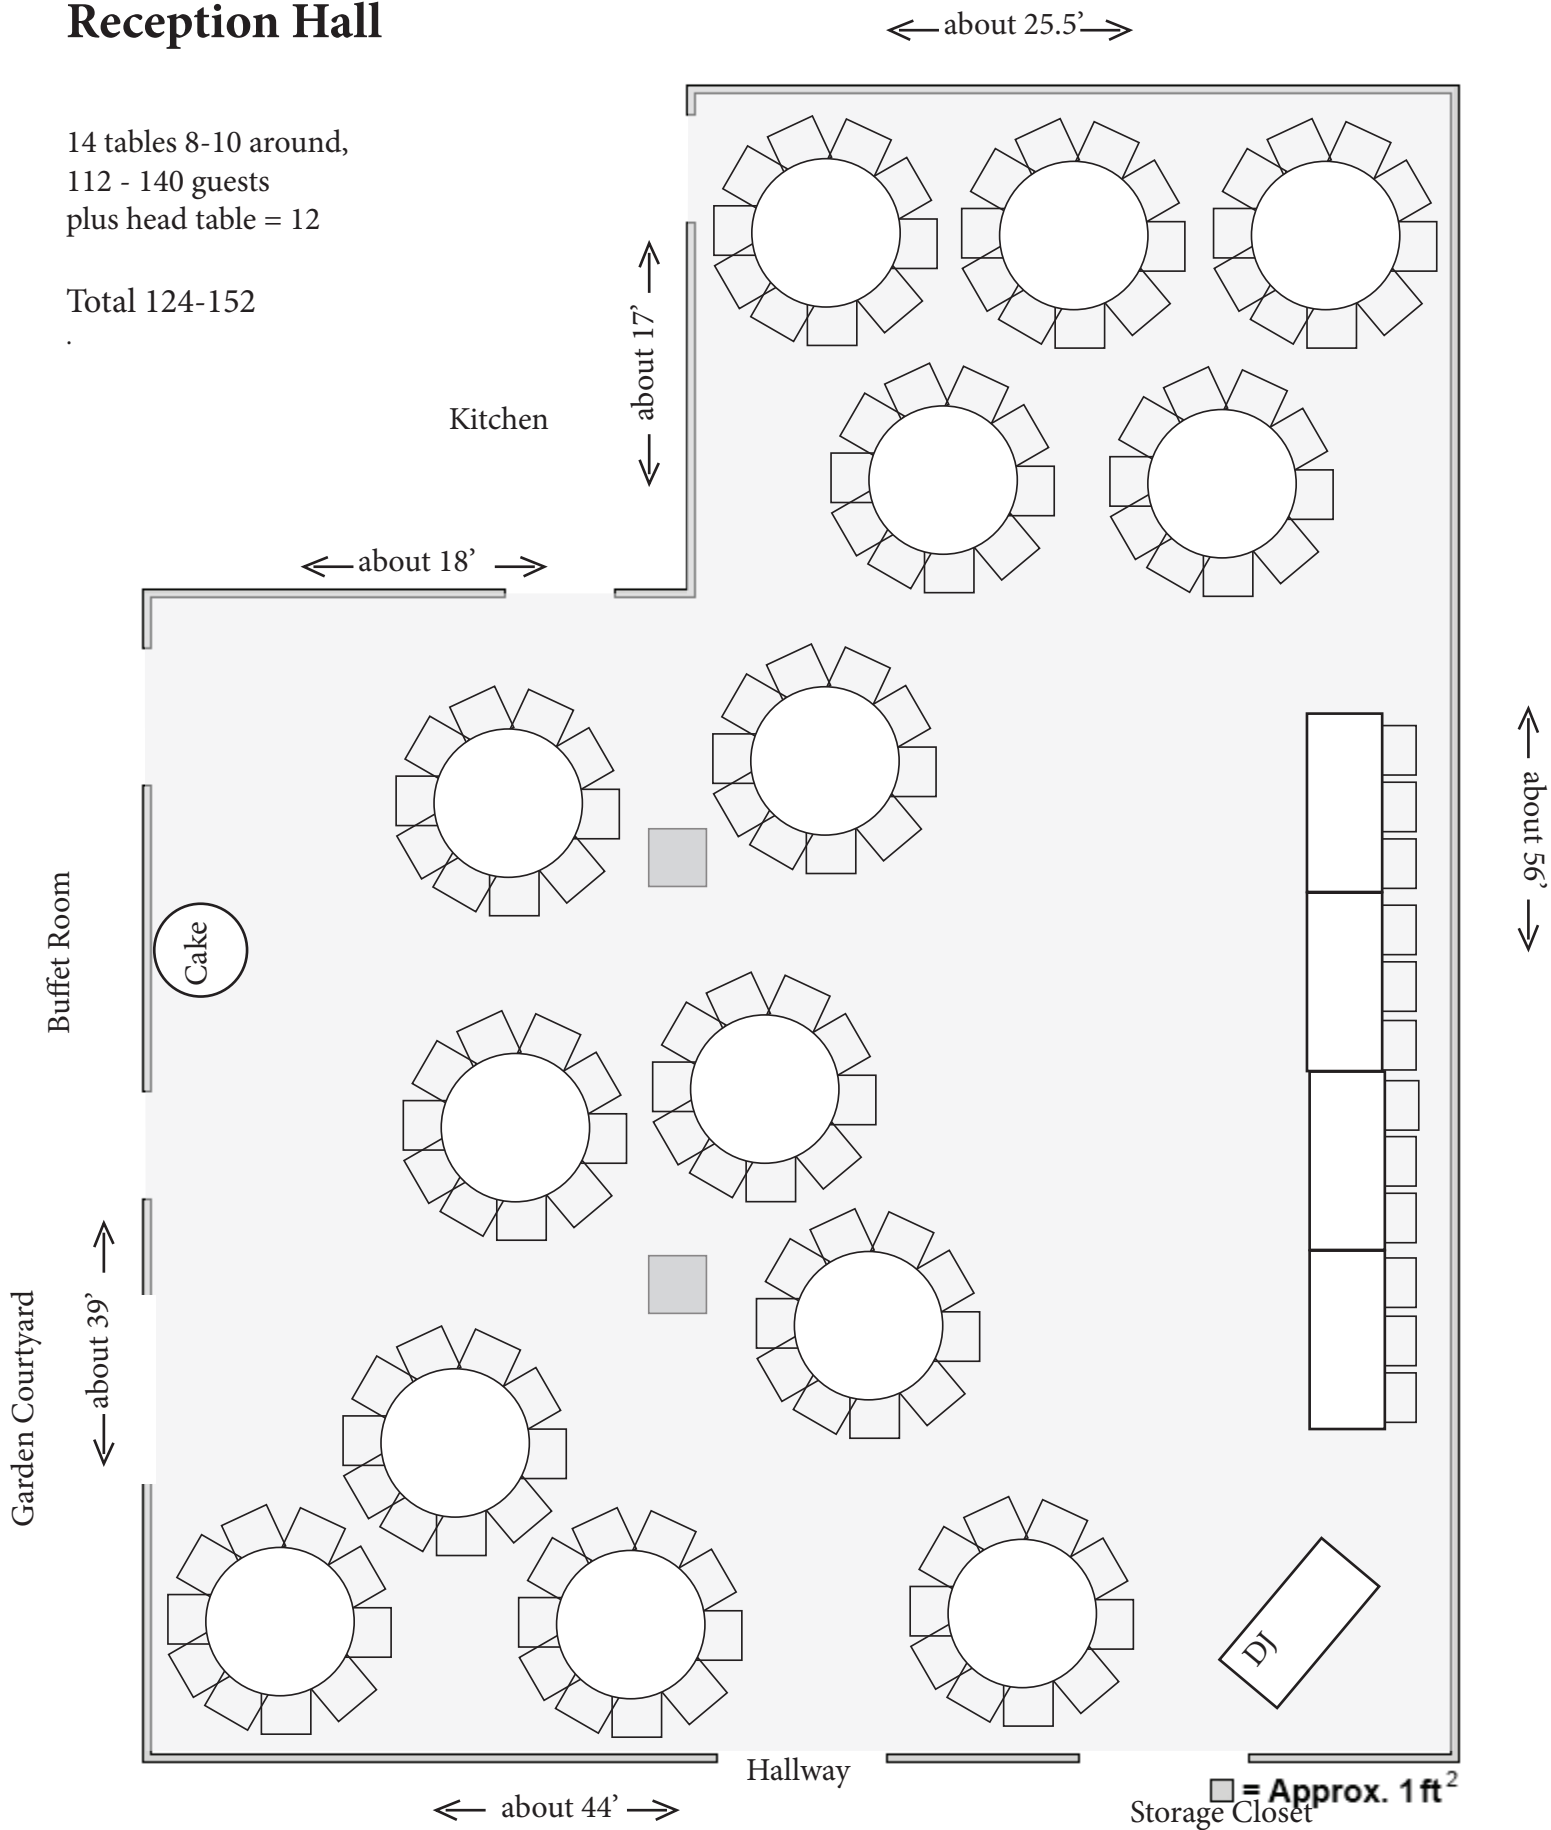 Reception Hall
about 25.5’
14 tables 8-10 around,
112 - 140 guests
plus head table = 12
Total 124-152
.
about 17’
Kitchen
about 18’
about 56’
Buffet Room
Cake
Garden Courtyard
about 39’
DJ
Hallway
about 44’
= Approx. 1 ft 2
Storage Closet